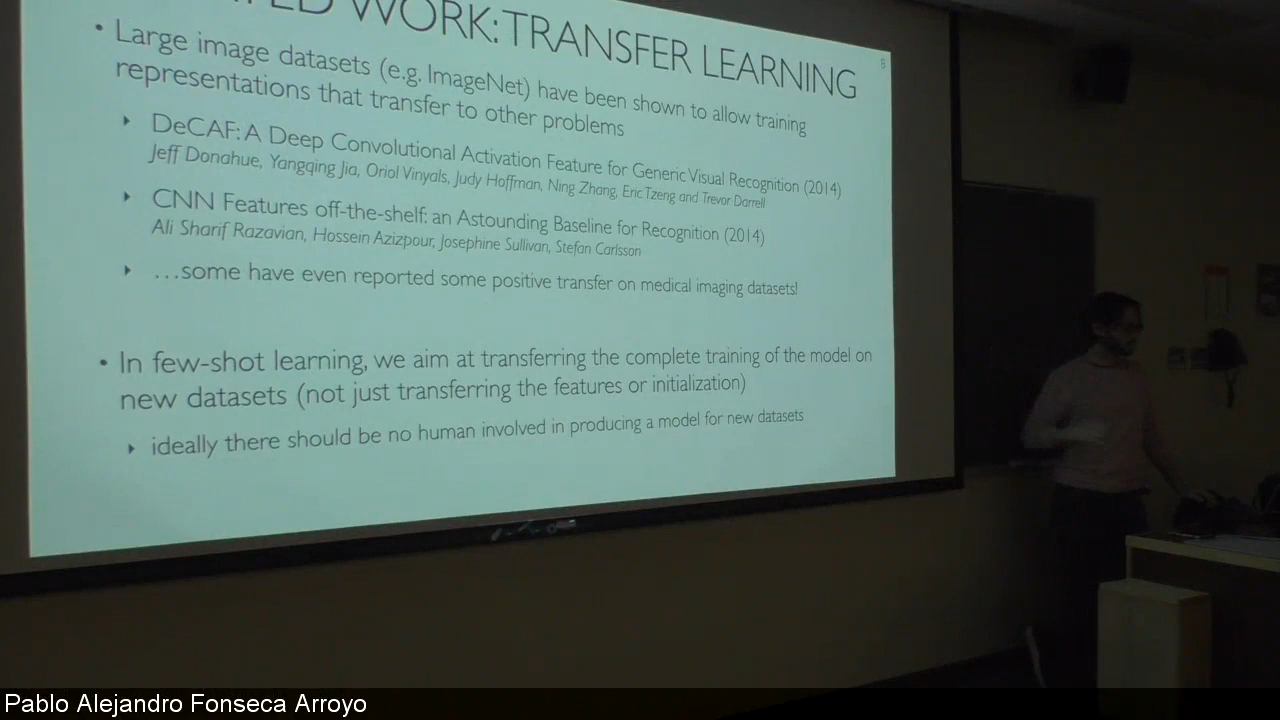 WORK: TRANSFER LEARNING
8
• Large image datasets (e.g. ImageNet) have been shown to allow training
representations that transfer to other problems
‣ DeCAF: A Deep Convolutional Activation Feature for Generic Visual Recognition (2014)
Jeff Donahue, Yangqing Jia, Oriol Vinyals, Judy Hoffman, Ning Zhang, Eric Tzeng and Trevor Darrell
‣ CNN Features off-the-shelf: an Astounding Baseline for Recognition (2014)
Ali Sharif Razavian, Hossein Azizpour, Josephine Sullivan, Stefan Carlsson
‣ …some have even reported some positive transfer on medical imaging datasets!
• In few-shot learning, we aim at transferring the complete training of the model on
new datasets (not just transferring the features or initialization)
‣ ideally there should be no human involved in producing a model for new datasets
Pablo Alejandro Fonseca Arroyo